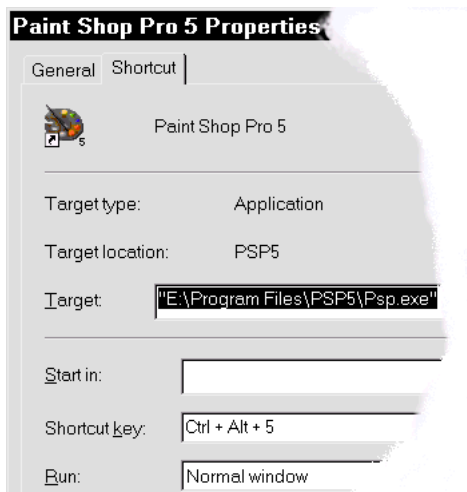 Paint Shop Pro 5 Properties
General Shortcut
5
Paint Shop Pro 5
Target type: Application
Target location: PSP5
Target: "E:\Program Files\PSP5\Psp.exe"
Start in:
Shortcut key: Ctrl + Alt + 5
Run: Normal window